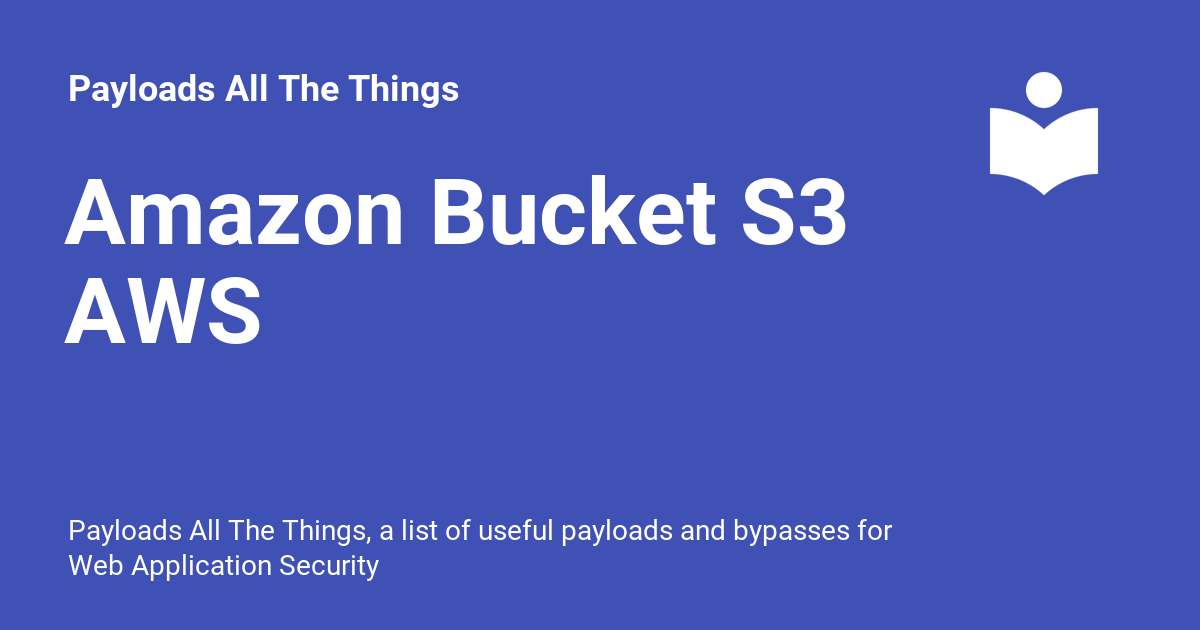 Payloads All The Things
Amazon Bucket S3
AWS
Payloads All The Things, a list of useful payloads and bypasses for
Web Application Security